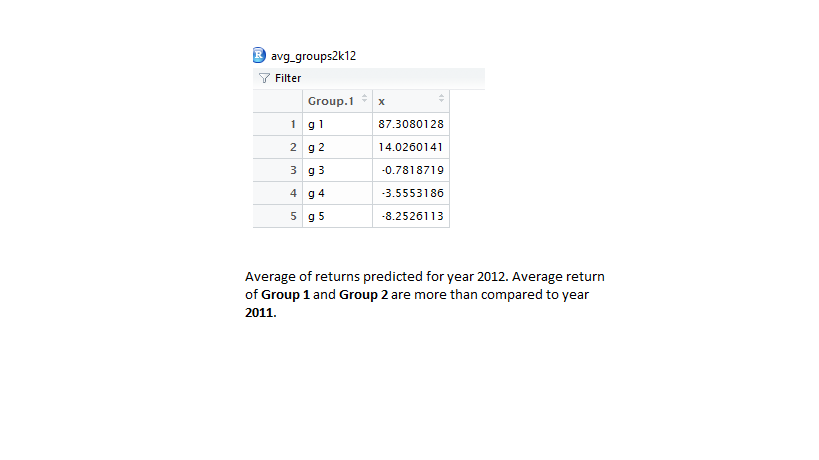 avg_groups2k12
Filter
Group.1 x
1 g 1 87.3080128
2 g 2 14.0260141
3 g 3 -0.7818719
4 g 4 -3.5553186
5 g 5 -8.2526113
Average of returns predicted for year 2012. Average return
of Group 1 and Group 2 are more than compared to year
2011.